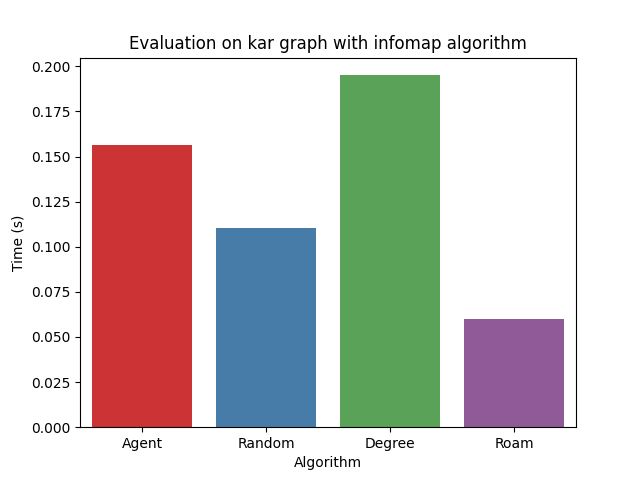 Evaluation on kar graph with infomap algorithm
0.200
0.175
0.150
0.125
0.100
0.075
0.050
0.025
0.000
Time (s)
Agent Random Degree Roam
Algorithm